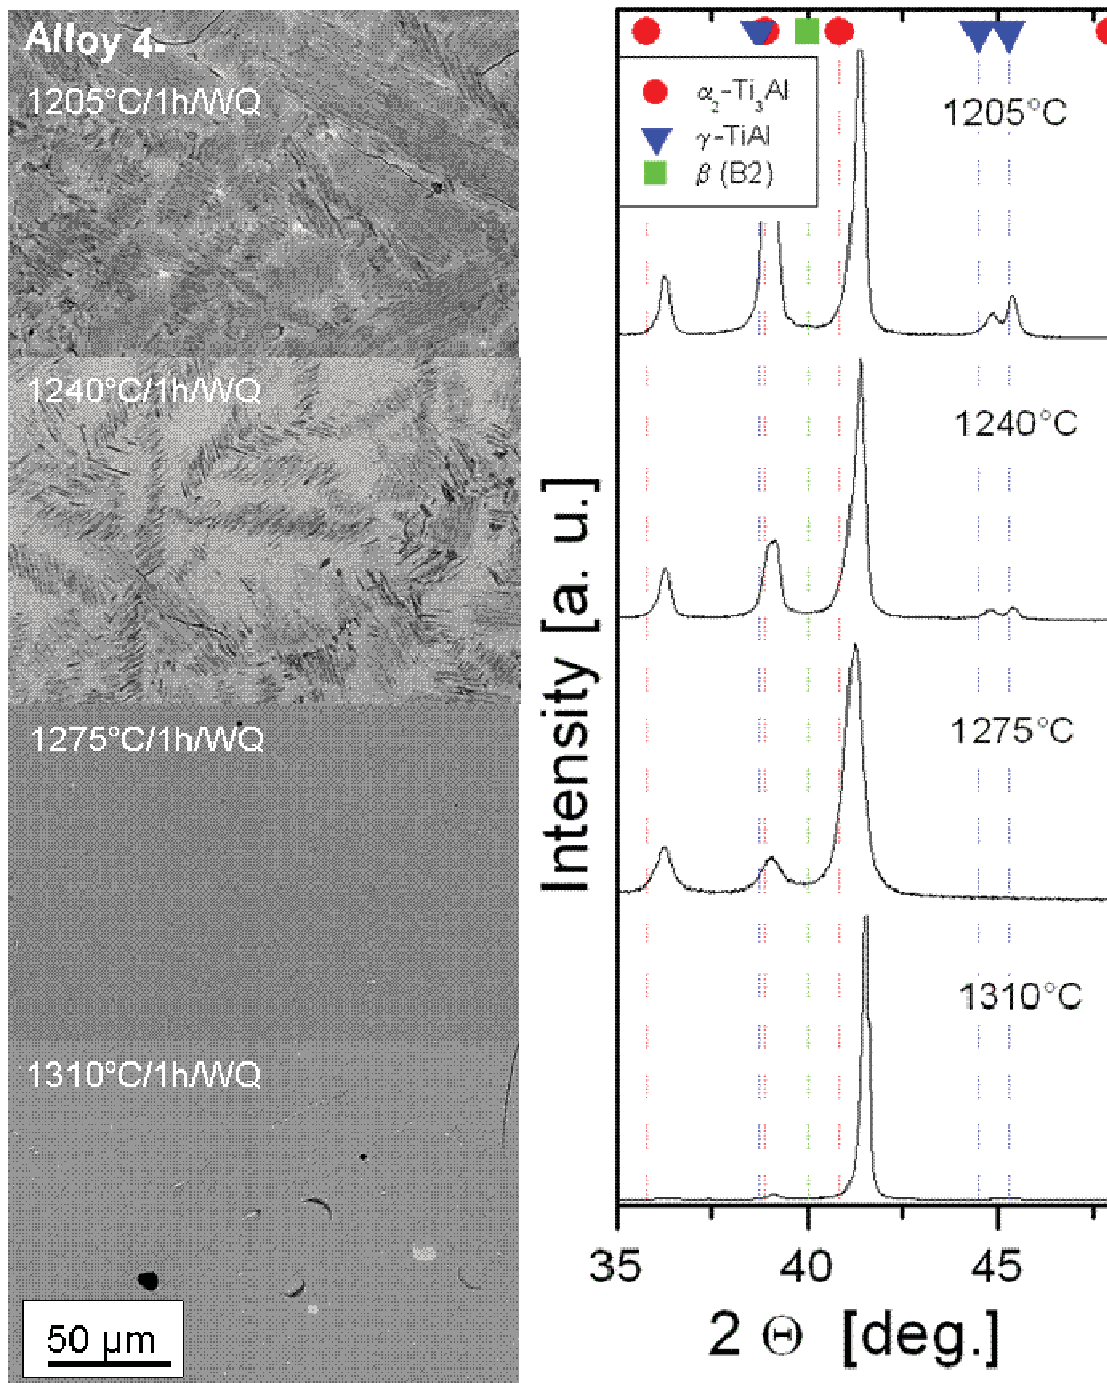 Alloy 4-
1205°C/1h/WQ
1240°C/1h/WQ
1275°C/1h/WQ
1310°C/1h/WQ
50 µm
α₂-Ti₃Al
γ-TiAl
β (B2)
1205°C
1240°C
1275°C
1310°C
Intensity [a. u.]
35 40 45
2 Θ [deg.]